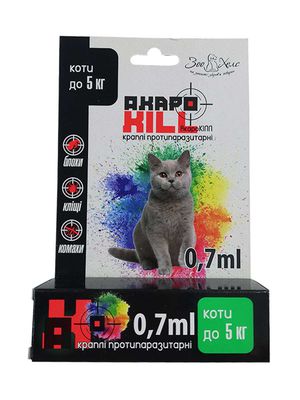 коти
до 5 кг
ЗооХелс
АКАРО
KILL
АкароКІЛЛ
краплі протипаразитарні
блохи
кліщі
комахи
0,7ml
0,7ml
краплі протипаразитарні
коти
до 5 кг